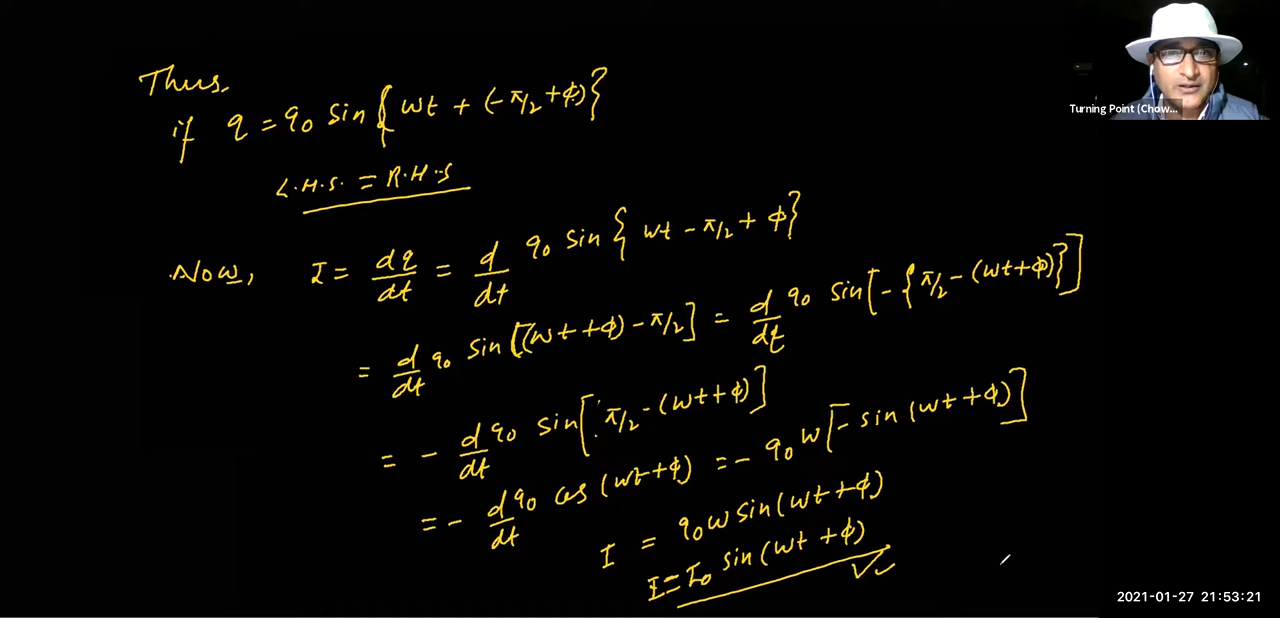 Thus
if q = q₀ sin{ωt + (-π/2 + φ)}
L.H.S. = R.H.S
Now, I = dq/dt = d/dt q₀ sin{ωt - π/2 + φ}
= d/dt q₀ sin[(ωt + φ) - π/2] = d/dt q₀ sin[-{π/2 - (ωt + φ)}]
= - d/dt q₀ sin[π/2 - (ωt + φ)]
= - d/dt q₀ cos(ωt + φ) = - q₀ω[- sin(ωt + φ)]
I = q₀ω sin(ωt + φ)
I = I₀ sin(ωt + φ)
Turning Point (Chow...
2021-01-27 21:53:21